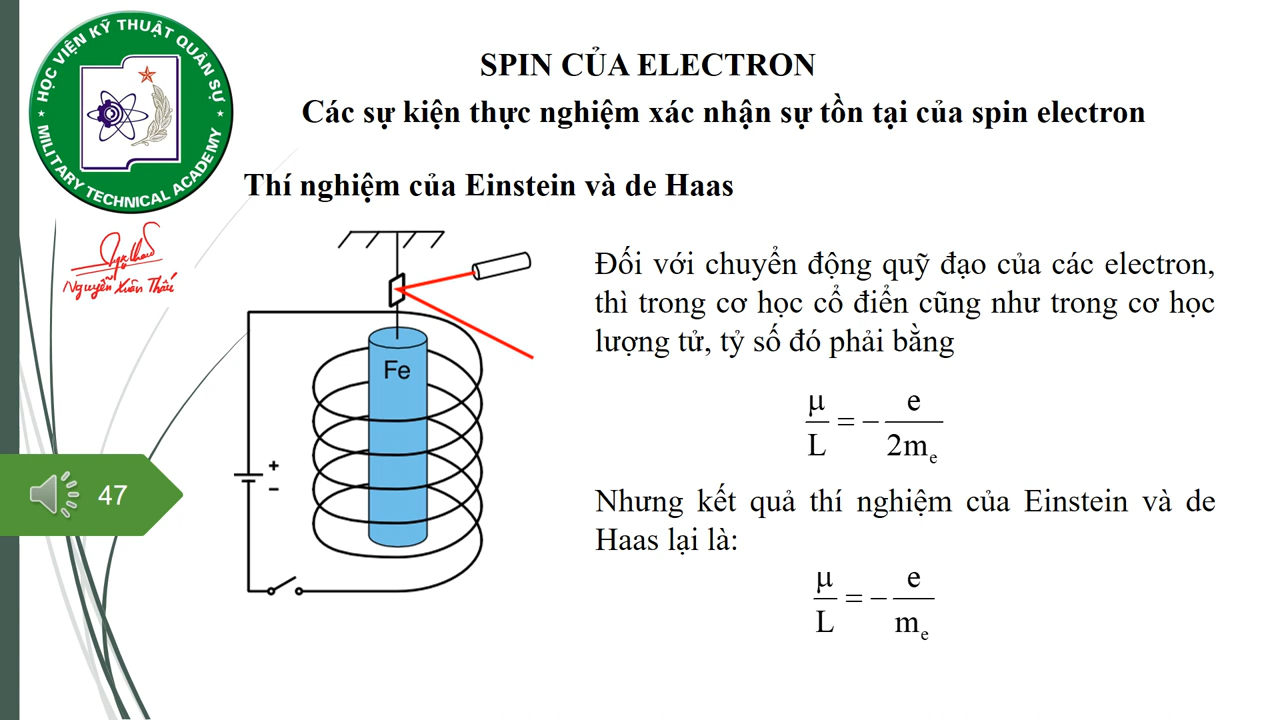 HỌC VIỆN KỸ THUẬT QUÂN SỰ
MILITARY TECHNICAL ACADEMY
SPIN CỦA ELECTRON
Các sự kiện thực nghiệm xác nhận sự tồn tại của spin electron
Thí nghiệm của Einstein và de Haas
Nguyễn Xuân Thấu
Fe
+
−
47
Đối với chuyển động quỹ đạo của các electron,
thì trong cơ học cổ điển cũng như trong cơ học
lượng tử, tỷ số đó phải bằng
μ/L = − e/2mₑ
Nhưng kết quả thí nghiệm của Einstein và de
Haas lại là:
μ/L = − e/mₑ